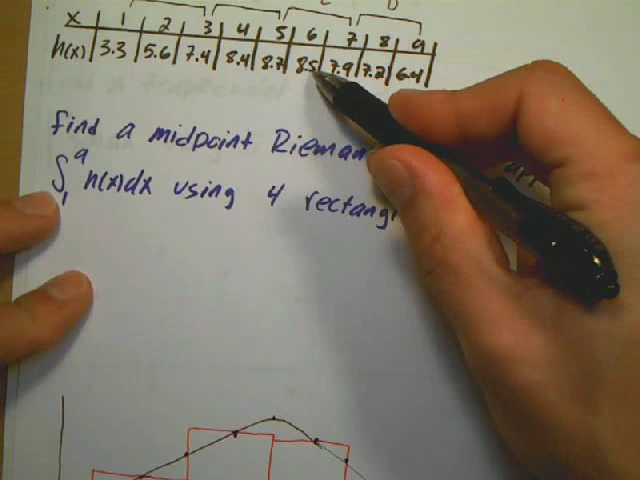 D
x 1 2 3 4 5 6 7 8 9
h(x) 3.3 5.6 7.4 8.4 8.7 8.5 7.9 7.2 6.4
find a midpoint Rieman
∫₁⁹ h(x)dx using 4 rectang